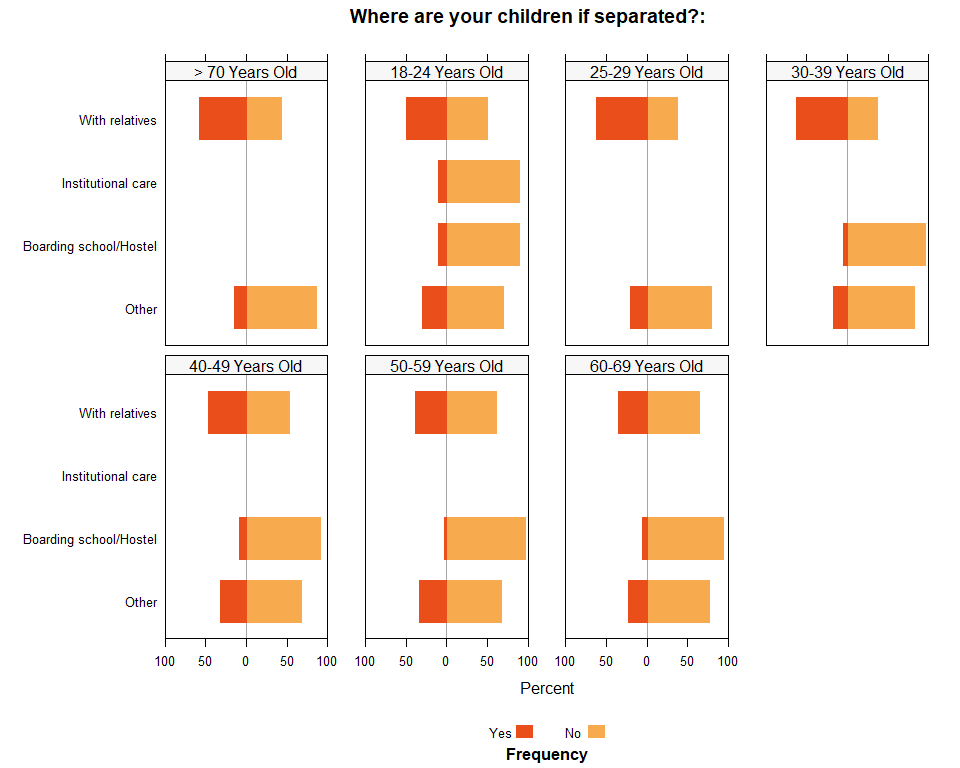 Where are your children if separated?:
> 70 Years Old
18-24 Years Old
25-29 Years Old
30-39 Years Old
With relatives
Institutional care
Boarding school/Hostel
Other
40-49 Years Old
50-59 Years Old
60-69 Years Old
With relatives
Institutional care
Boarding school/Hostel
Other
100 50 0 50 100
100 50 0 50 100
100 50 0 50 100
Percent
Yes No
Frequency